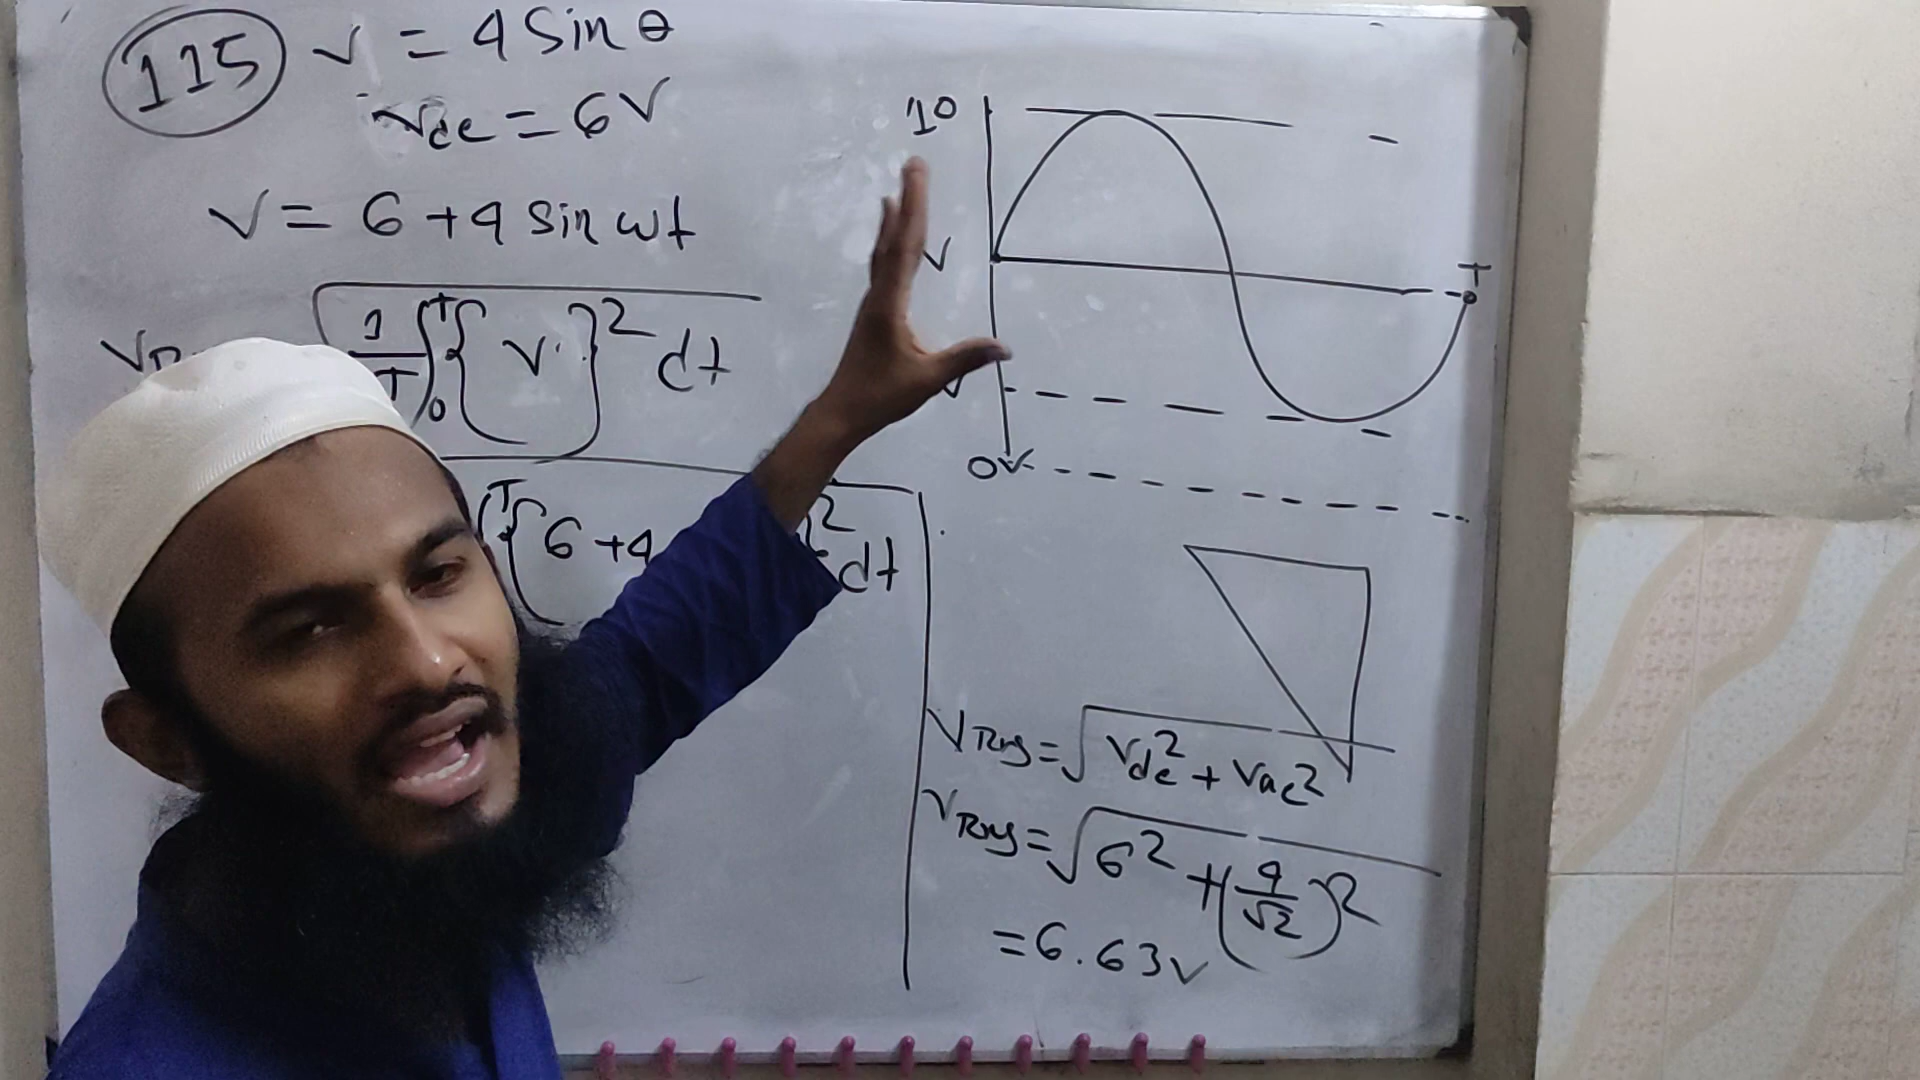 115
V = 4 Sin θ
Vdc = 6V
V = 6 + 4 Sin ωt
1/T ∫₀ᵀ { V }² dt
ᵀ { 6 + 4 }² dt
10
V
V
0V
T
VRms = √Vdc² + Vac²
VRms = √6² + (4/√2)²
= 6.63V